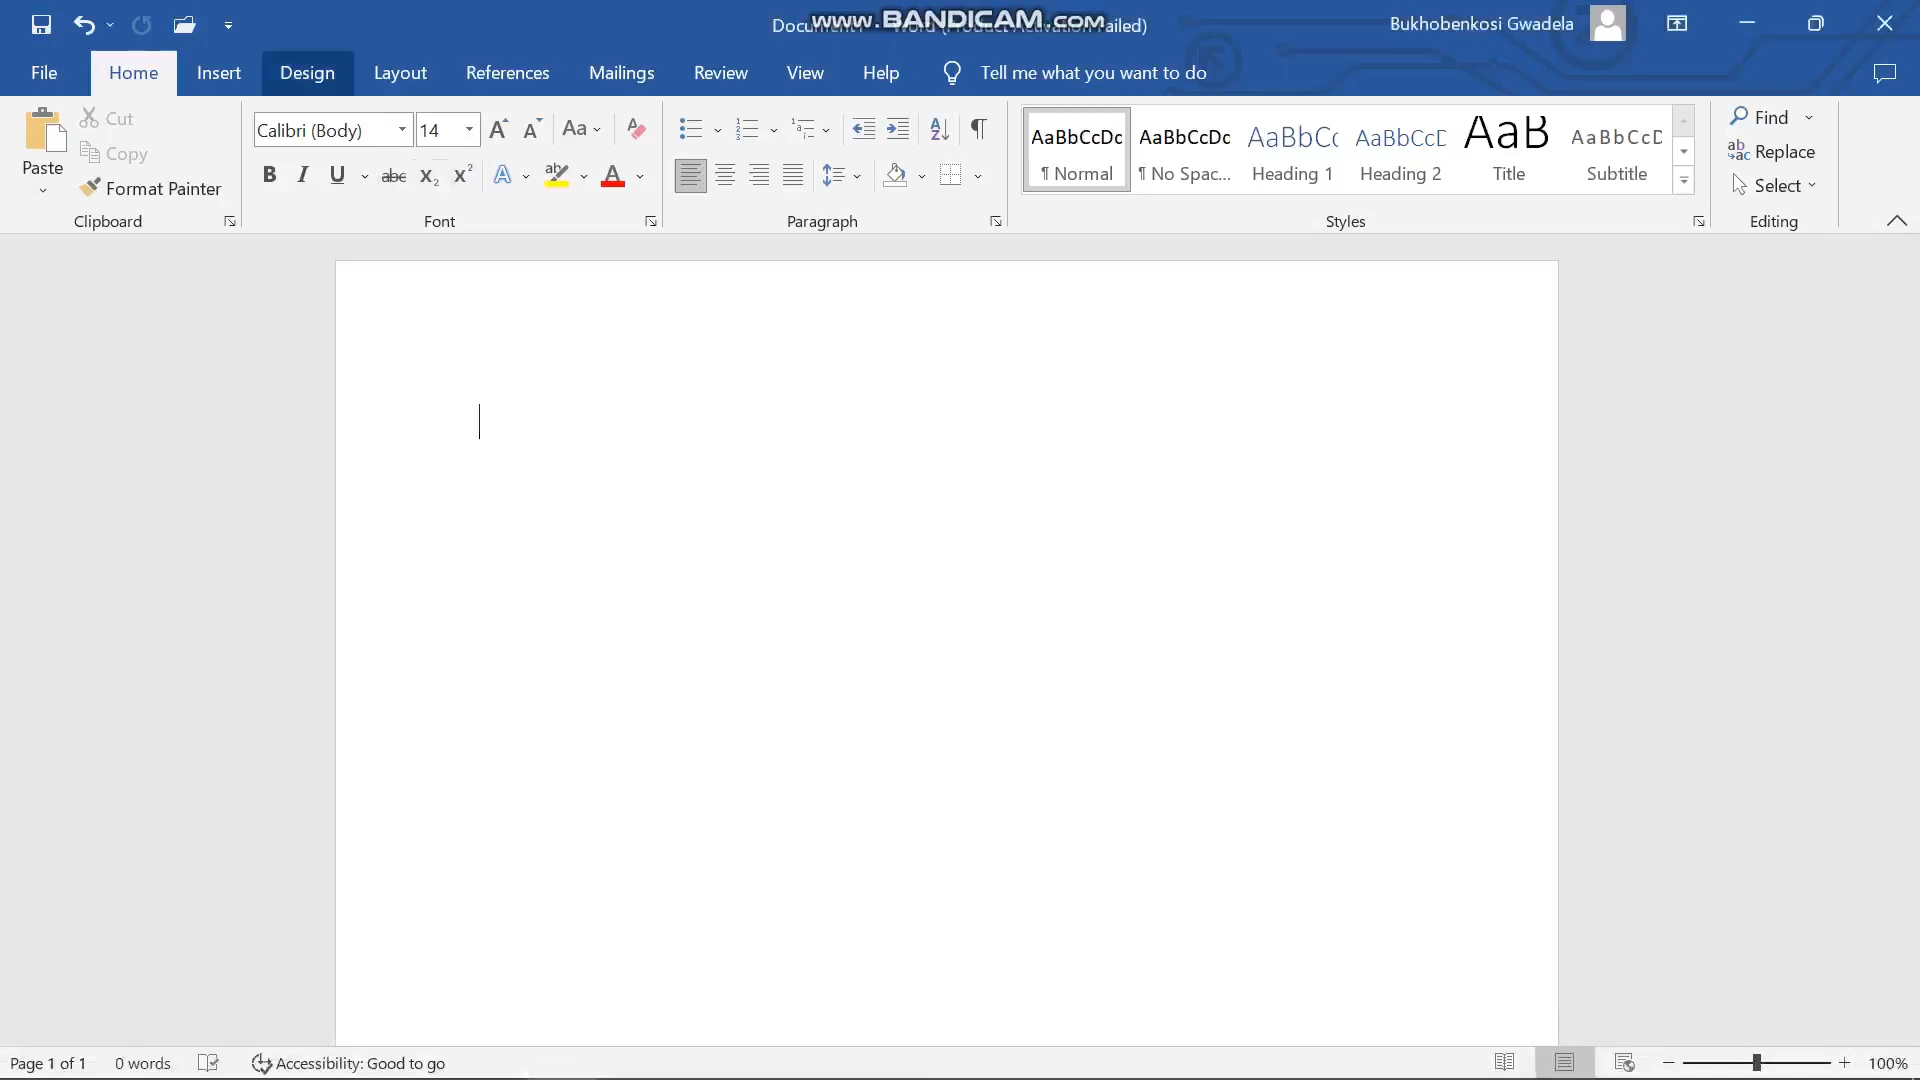 www.BANDICAM.com
Bukhobenkosi Gwadela
File Home Insert Design Layout References Mailings Review View Help Tell me what you want to do
Cut
Copy
Paste
Format Painter
Calibri (Body) 14
Aa
B I U abc X₂ X² A ab A
AaBbCcDc AaBbCcDc AaBbCc AaBbCcD AaB AaBbCcD
¶ Normal ¶ No Spac... Heading 1 Heading 2 Title Subtitle
Find
Replace
Select
Clipboard Font Paragraph Styles Editing
Page 1 of 1 0 words Accessibility: Good to go 100%